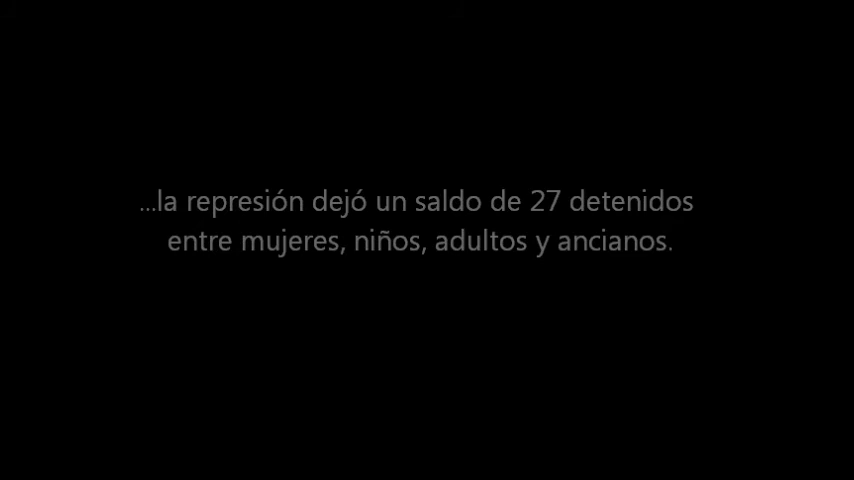 ...la represión dejó un saldo de 27 detenidos
entre mujeres, niños, adultos y ancianos.